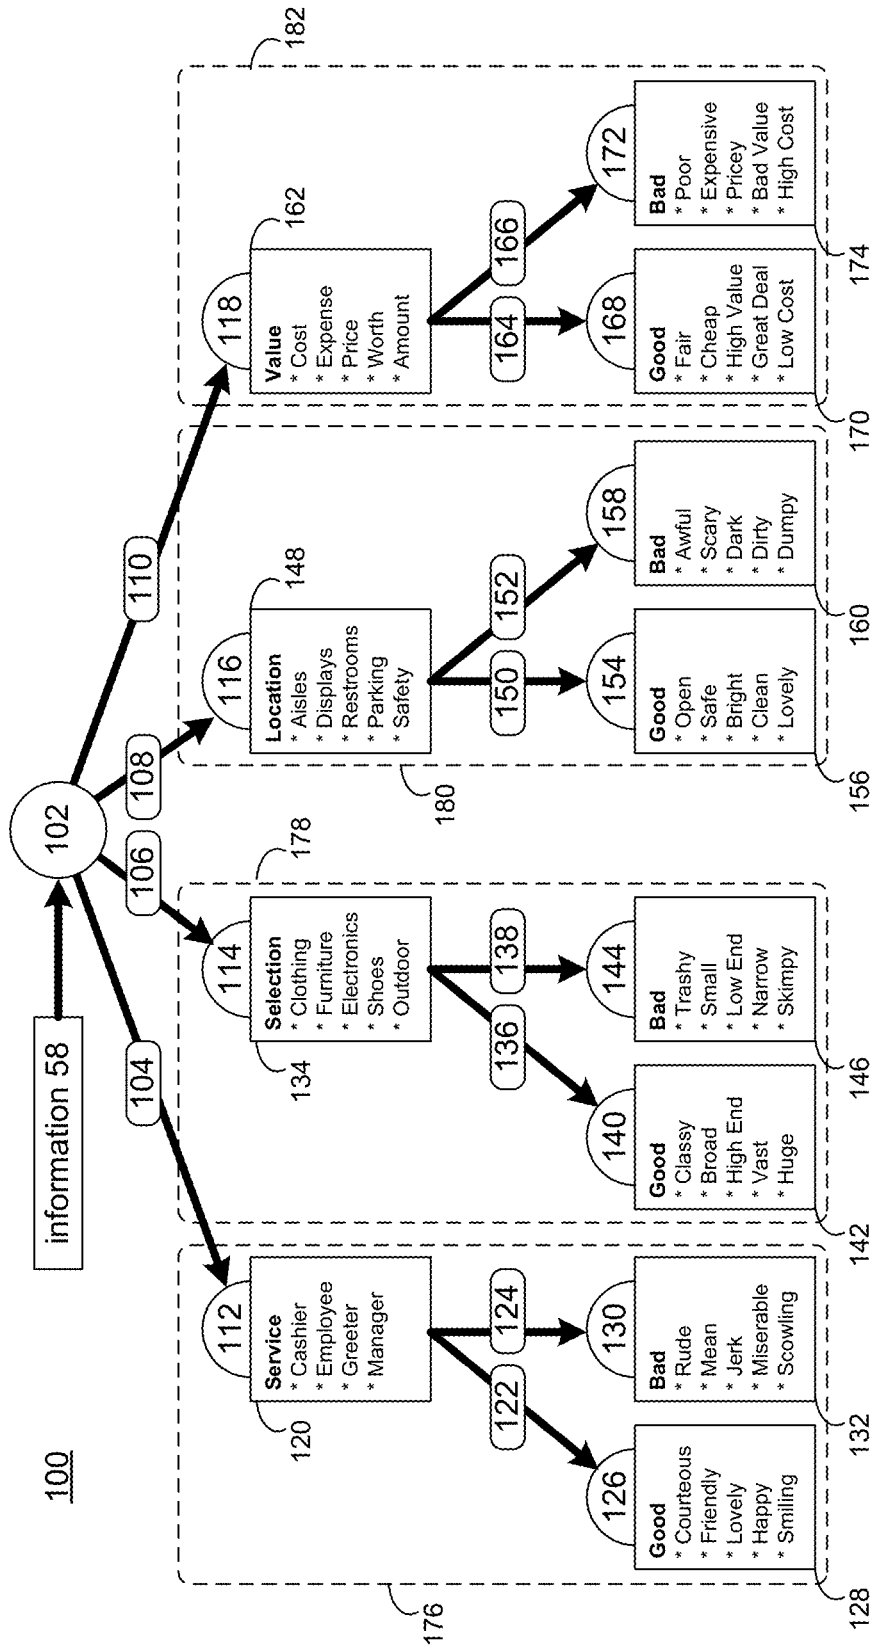 100
information 58
102
104
106
108
110
176
112
120
Service
* Cashier
* Employee
* Greeter
* Manager
122
124
126
Good
* Courteous
* Friendly
* Lovely
* Happy
* Smiling
128
130
Bad
* Rude
* Mean
* Jerk
* Miserable
* Scowling
132
178
114
134
Selection
* Clothing
* Furniture
* Electronics
* Shoes
* Outdoor
136
138
140
Good
* Classy
* Broad
* High End
* Vast
* Huge
142
144
Bad
* Trashy
* Small
* Low End
* Narrow
* Skimpy
146
180
116
148
Location
* Aisles
* Displays
* Restrooms
* Parking
* Safety
150
152
154
Good
* Open
* Safe
* Bright
* Clean
* Lovely
156
158
Bad
* Awful
* Scary
* Dark
* Dirty
* Dumpy
160
182
118
162
Value
* Cost
* Expense
* Price
* Worth
* Amount
164
166
168
Good
* Fair
* Cheap
* High Value
* Great Deal
* Low Cost
170
172
Bad
* Poor
* Expensive
* Pricey
* Bad Value
* High Cost
174